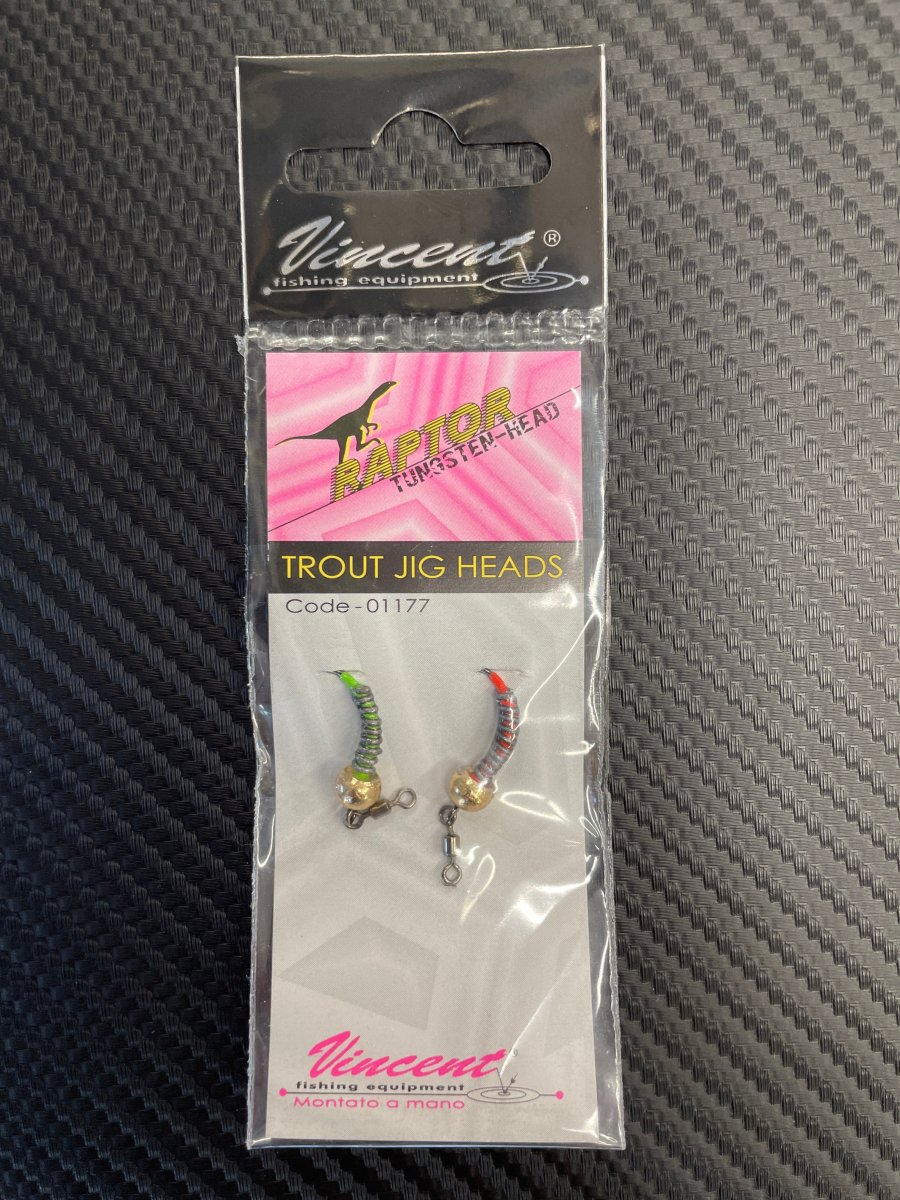 Vincent ®
fishing equipment
RAPTOR
TUNGSTEN-HEAD
TROUT JIG HEADS
Code - 01177
Vincent
fishing equipment
Montato a mano